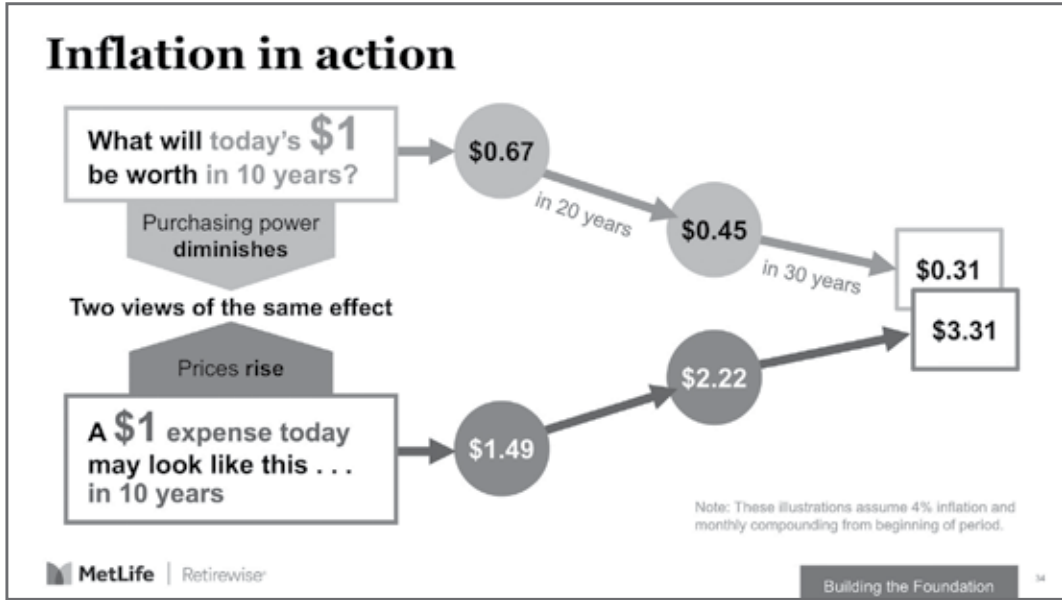 Inflation in action
What will today's $1
be worth in 10 years?
$0.67
in 20 years
$0.45
in 30 years
$0.31
Purchasing power
diminishes
Two views of the same effect
Prices rise
A $1 expense today
may look like this . . .
in 10 years
$1.49
$2.22
$3.31
Note: These illustrations assume 4% inflation and
monthly compounding from beginning of period.
MetLife | Retirewise
Building the Foundation
34